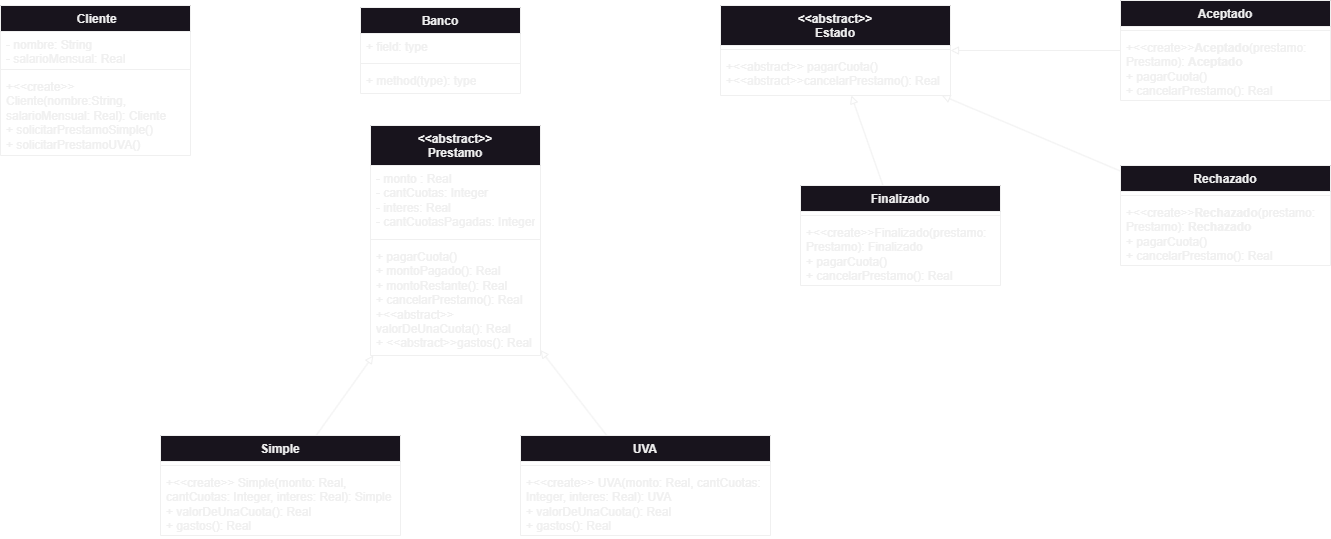 Cliente
- nombre: String
- salarioMensual: Real
+<<create>>
Cliente(nombre:String,
salarioMensual: Real): Cliente
+ solicitarPrestamoSimple()
+ solicitarPrestamoUVA()
Banco
+ field: type
+ method(type): type
<<abstract>>
Prestamo
- monto : Real
- cantCuotas: Integer
- interes: Real
- cantCuotasPagadas: Integer
+ pagarCuota()
+ montoPagado(): Real
+ montoRestante(): Real
+ cancelarPrestamo(): Real
+<<abstract>>
valorDeUnaCuota(): Real
+ <<abstract>>gastos(): Real
<<abstract>>
Estado
+<<abstract>> pagarCuota()
+<<abstract>>cancelarPrestamo(): Real
Aceptado
+<<create>>Aceptado(prestamo:
Prestamo): Aceptado
+ pagarCuota()
+ cancelarPrestamo(): Real
Finalizado
+<<create>>Finalizado(prestamo:
Prestamo): Finalizado
+ pagarCuota()
+ cancelarPrestamo(): Real
Rechazado
+<<create>>Rechazado(prestamo:
Prestamo): Rechazado
+ pagarCuota()
+ cancelarPrestamo(): Real
Simple
+<<create>> Simple(monto: Real,
cantCuotas: Integer, interes: Real): Simple
+ valorDeUnaCuota(): Real
+ gastos(): Real
UVA
+<<create>> UVA(monto: Real, cantCuotas:
Integer, interes: Real): UVA
+ valorDeUnaCuota(): Real
+ gastos(): Real